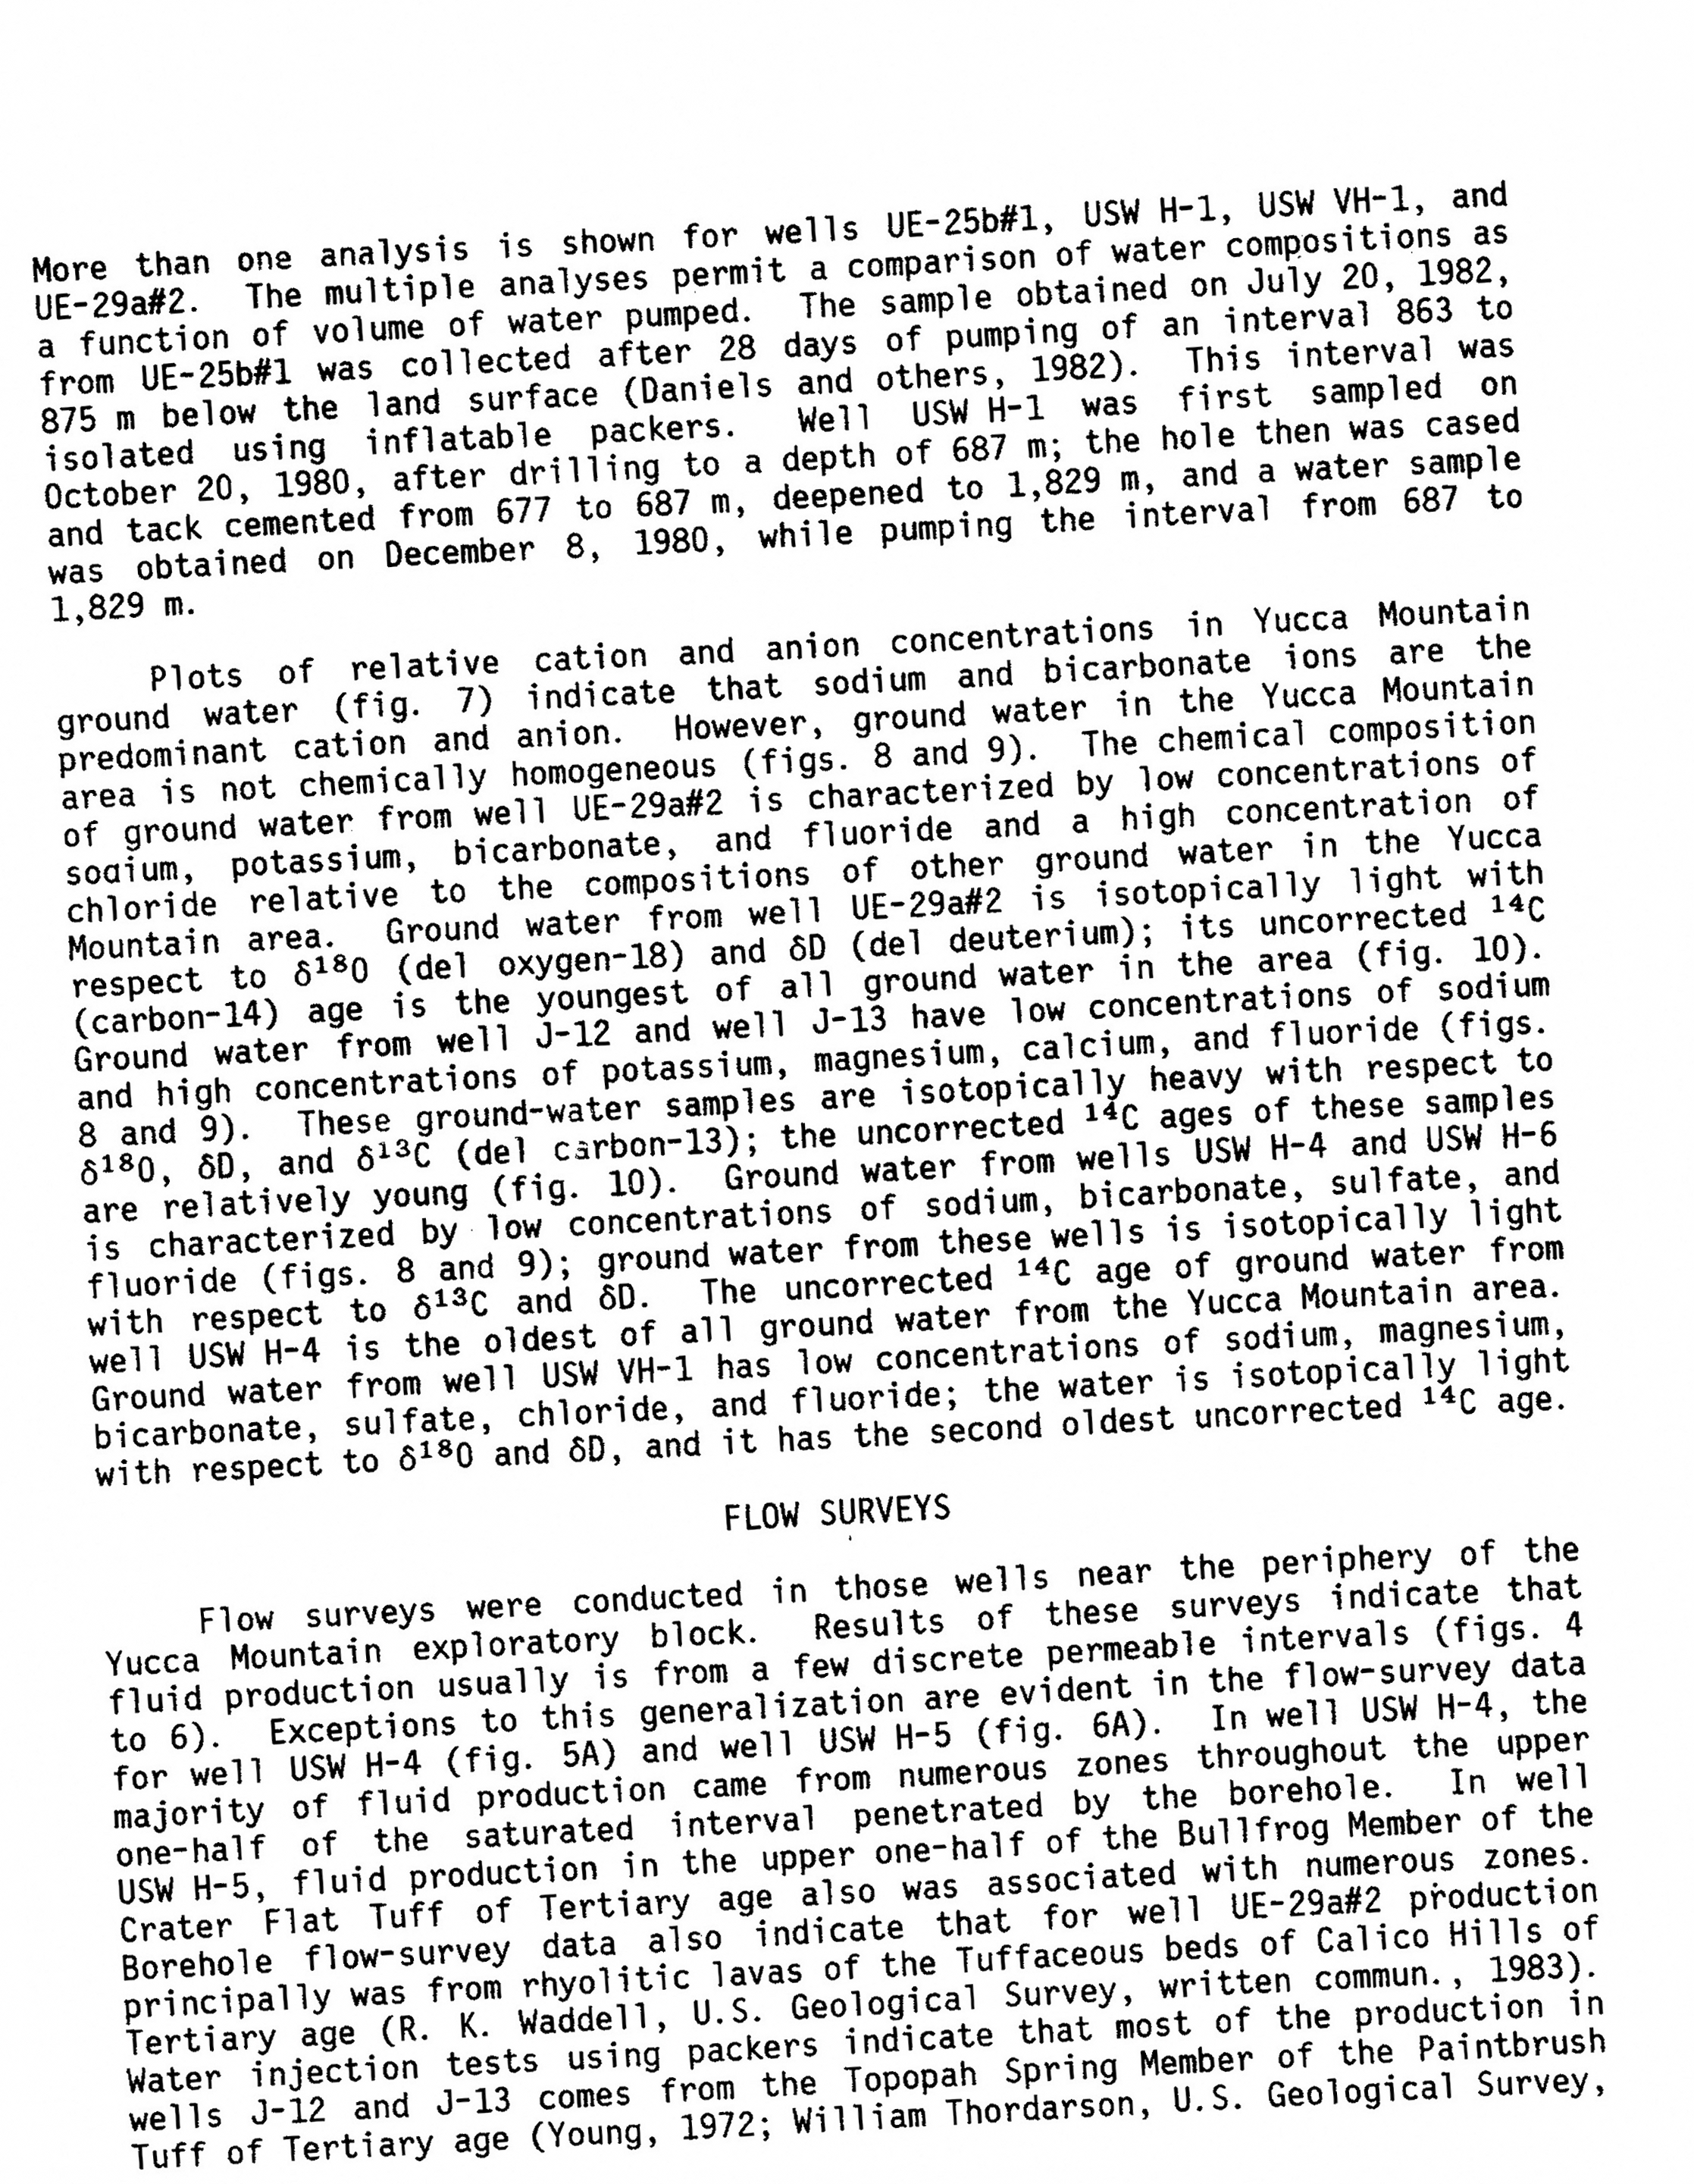 More than one analysis is shown for wells UE-25b#1, USW H-1, USW VH-1, and
UE-29a#2. The multiple analyses permit a comparison of water compositions as
a function of volume of water pumped. The sample obtained on July 20, 1982,
from UE-25b#1 was collected after 28 days of pumping of an interval 863 to
875 m below the land surface (Daniels and others, 1982). This interval was
isolated using inflatable packers. Well USW H-1 was first sampled on
October 20, 1980, after drilling to a depth of 687 m; the hole then was cased
and tack cemented from 677 to 687 m, deepened to 1,829 m, and a water sample
was obtained on December 8, 1980, while pumping the interval from 687 to
1,829 m.
Plots of relative cation and anion concentrations in Yucca Mountain
ground water (fig. 7) indicate that sodium and bicarbonate ions are the
predominant cation and anion. However, ground water in the Yucca Mountain
area is not chemically homogeneous (figs. 8 and 9). The chemical composition
of ground water from well UE-29a#2 is characterized by low concentrations of
sodium, potassium, bicarbonate, and fluoride and a high concentration of
chloride relative to the compositions of other ground water in the Yucca
Mountain area. Ground water from well UE-29a#2 is isotopically light with
respect to δ¹⁸O (del oxygen-18) and δD (del deuterium); its uncorrected ¹⁴C
(carbon-14) age is the youngest of all ground water in the area (fig. 10).
Ground water from well J-12 and well J-13 have low concentrations of sodium
and high concentrations of potassium, magnesium, calcium, and fluoride (figs.
8 and 9). These ground-water samples are isotopically heavy with respect to
δ¹⁸O, δD, and δ¹³C (del carbon-13); the uncorrected ¹⁴C ages of these samples
are relatively young (fig. 10). Ground water from wells USW H-4 and USW H-6
is characterized by low concentrations of sodium, bicarbonate, sulfate, and
fluoride (figs. 8 and 9); ground water from these wells is isotopically light
with respect to δ¹³C and δD. The uncorrected ¹⁴C age of ground water from
well USW H-4 is the oldest of all ground water from the Yucca Mountain area.
Ground water from well USW VH-1 has low concentrations of sodium, magnesium,
bicarbonate, sulfate, chloride, and fluoride; the water is isotopically light
with respect to δ¹⁸O and δD, and it has the second oldest uncorrected ¹⁴C age.
FLOW SURVEYS
Flow surveys were conducted in those wells near the periphery of the
Yucca Mountain exploratory block. Results of these surveys indicate that
fluid production usually is from a few discrete permeable intervals (figs. 4
to 6). Exceptions to this generalization are evident in the flow-survey data
for well USW H-4 (fig. 5A) and well USW H-5 (fig. 6A). In well USW H-4, the
majority of fluid production came from numerous zones throughout the upper
one-half of the saturated interval penetrated by the borehole. In well
USW H-5, fluid production in the upper one-half of the Bullfrog Member of the
Crater Flat Tuff of Tertiary age also was associated with numerous zones.
Borehole flow-survey data also indicate that for well UE-29a#2 production
principally was from rhyolitic lavas of the Tuffaceous beds of Calico Hills of
Tertiary age (R. K. Waddell, U.S. Geological Survey, written commun., 1983).
Water injection tests using packers indicate that most of the production in
wells J-12 and J-13 comes from the Topopah Spring Member of the Paintbrush
Tuff of Tertiary age (Young, 1972; William Thordarson, U.S. Geological Survey,